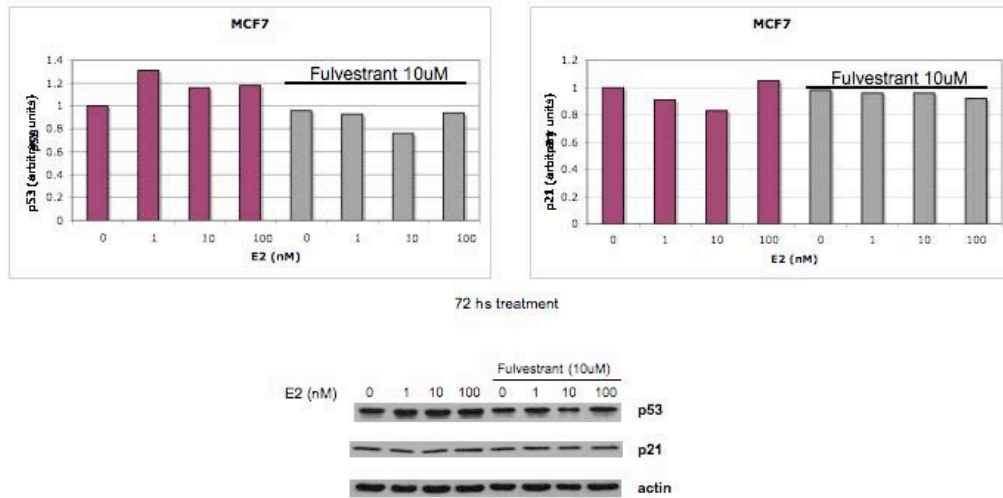 MCF7
1.4
1.2
1
0.8
0.6
0.4
0.2
0
Fulvestrant 10uM
0 1 10 100 0 1 10 100
E2 (nM)
p53 (arbitrary units)
MCF7
1.2
1
0.8
0.6
0.4
0.2
0
Fulvestrant 10uM
0 1 10 100 0 1 10 100
E2 (nM)
p21 (arbit
units)
72 hs treatment
Fulvestrant (10uM)
E2 (nM) 0 1 10 100 0 1 10 100
p53
p21
actin